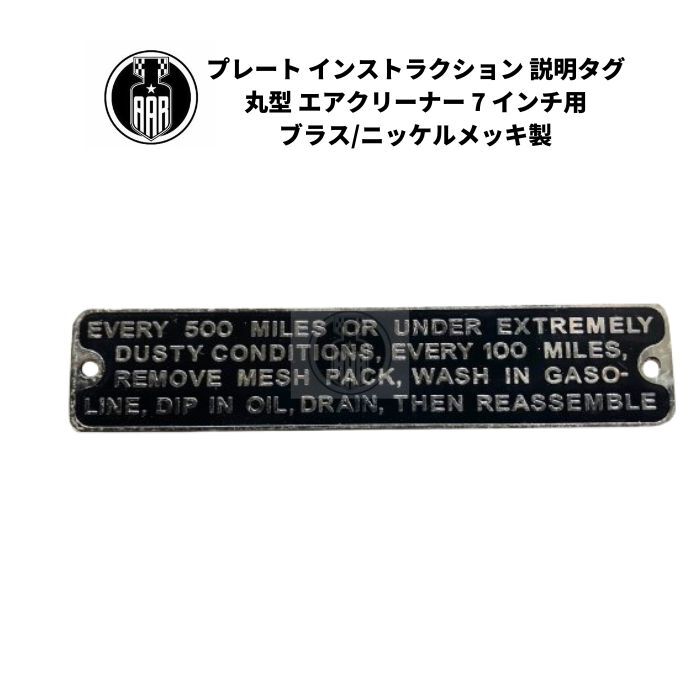 AAA
プレート インストラクション 説明タグ
丸型 エアクリーナー 7 インチ用
ブラス/ニッケルメッキ製
EVERY 500 MILES OR UNDER EXTREMELY
DUSTY CONDITIONS, EVERY 100 MILES,
REMOVE MESH PACK, WASH IN GASO-
LINE, DIP IN OIL, DRAIN, THEN REASSEMBLE